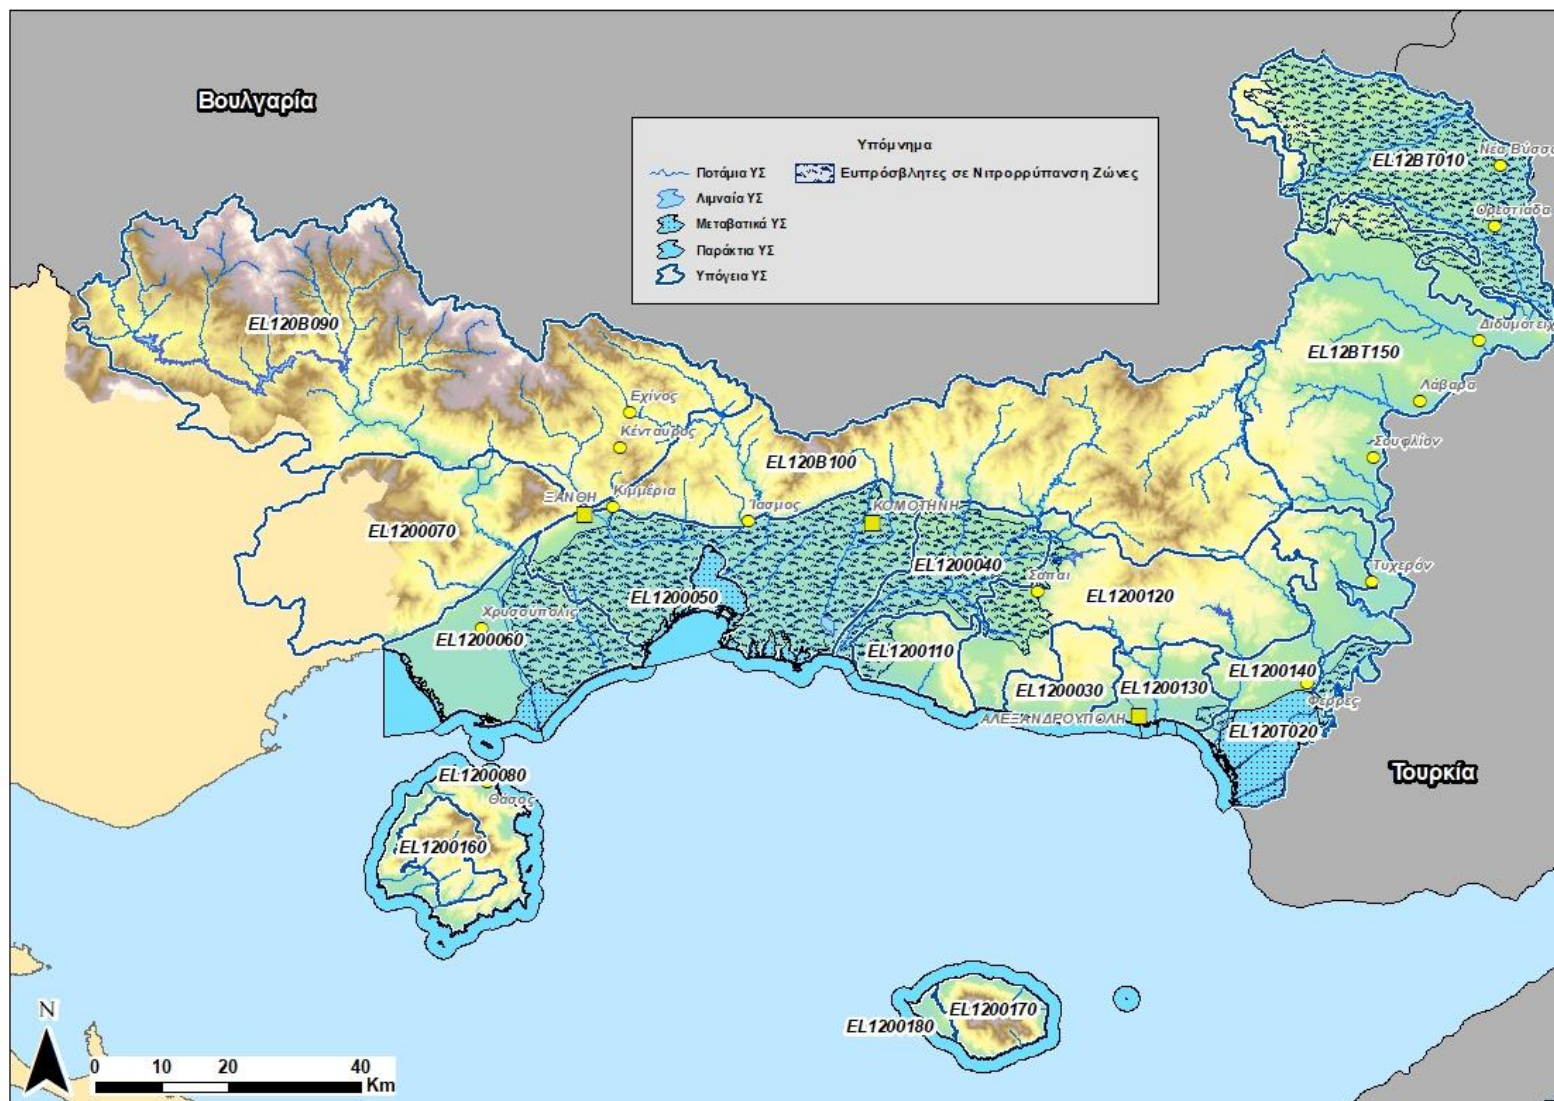 Βουλγαρία
Υπόμνημα
Ποτάμια ΥΣ
Ευπρόσβλητες σε Νιτρορρύπανση Ζώνες
Λιμναία ΥΣ
Μεταβατικά ΥΣ
Παράκτια ΥΣ
Υπόγεια ΥΣ
Νέα Βύσσα
EL12BT010
Ορεστιάδα
EL120B090
Διδυμότειχ
EL12BT150
Λάβαρα
Εχίνος
Κένταυρος
Σουφλίον
EL120B100
ΞΑΝΘΗ
Κιμμέρια
Ίασμος
ΚΟΜΟΤΗΝΗ
EL1200070
EL1200040
Τυχερόν
Σάπαι
EL1200050
EL1200120
Χρυσούπολις
EL1200060
EL1200110
EL1200140
EL1200030
EL1200130
Φέρρες
ΑΛΕΞΑΝΔΡΟΥΠΟΛΗ
EL120T020
Τουρκία
EL1200080
Θάσος
EL1200160
EL1200170
EL1200180
N
0 10 20 40
Km